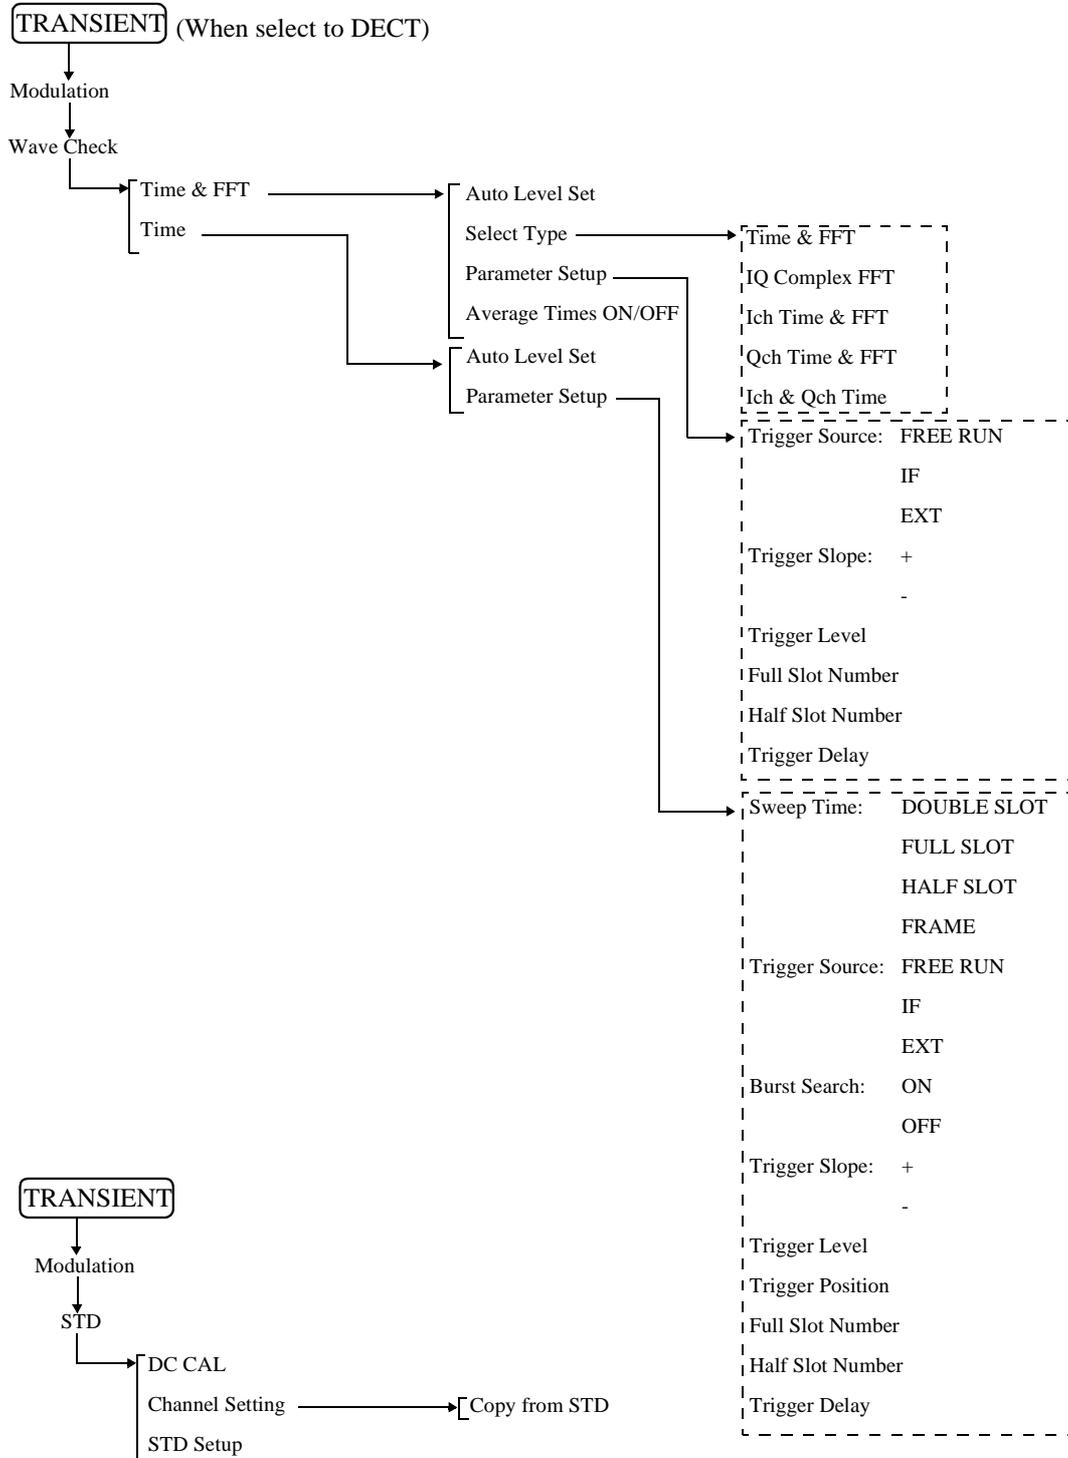 TRANSIENT (When select to DECT)
Modulation
Wave Check
Time & FFT
Time
Auto Level Set
Select Type
Parameter Setup
Average Times ON/OFF
Auto Level Set
Parameter Setup
Time & FFT
IQ Complex FFT
Ich Time & FFT
Qch Time & FFT
Ich & Qch Time
Trigger Source: FREE RUN
IF
EXT
Trigger Slope: +
-
Trigger Level
Full Slot Number
Half Slot Number
Trigger Delay
Sweep Time: DOUBLE SLOT
FULL SLOT
HALF SLOT
FRAME
Trigger Source: FREE RUN
IF
EXT
Burst Search: ON
OFF
Trigger Slope: +
-
Trigger Level
Trigger Position
Full Slot Number
Half Slot Number
Trigger Delay
TRANSIENT
Modulation
STD
DC CAL
Channel Setting
STD Setup
Copy from STD